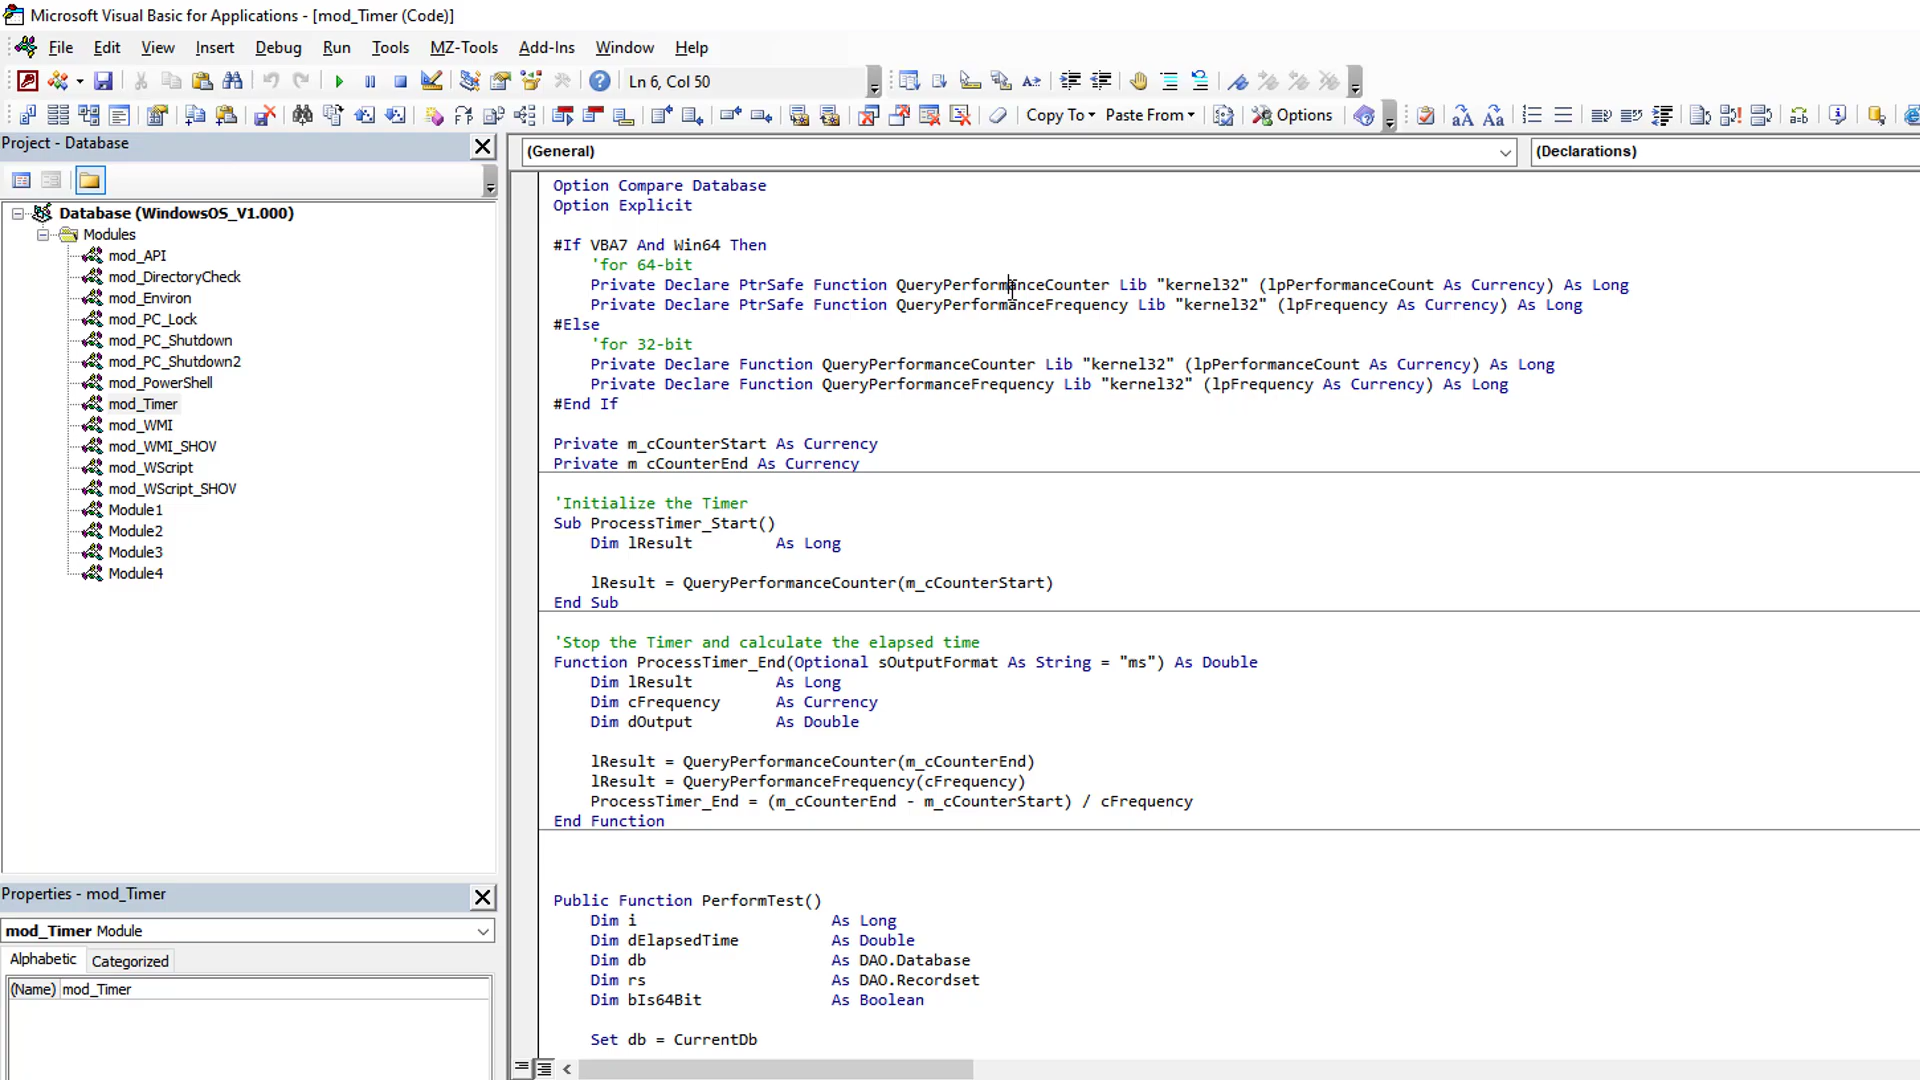 Microsoft Visual Basic for Applications - [mod_Timer (Code)]
File Edit View Insert Debug Run Tools MZ-Tools Add-Ins Window Help
Ln 6, Col 50
Copy To Paste From Options
Project - Database
Database (WindowsOS_V1.000)
Modules
mod_API
mod_DirectoryCheck
mod_Environ
mod_PC_Lock
mod_PC_Shutdown
mod_PC_Shutdown2
mod_PowerShell
mod_Timer
mod_WMI
mod_WMI_SHOV
mod_WScript
mod_WScript_SHOV
Module1
Module2
Module3
Module4
Properties - mod_Timer
mod_Timer Module
Alphabetic Categorized
(Name) mod_Timer
(General) (Declarations)
Option Compare Database
Option Explicit
#If VBA7 And Win64 Then
'for 64-bit
Private Declare PtrSafe Function QueryPerformanceCounter Lib "kernel32" (lpPerformanceCount As Currency) As Long
Private Declare PtrSafe Function QueryPerformanceFrequency Lib "kernel32" (lpFrequency As Currency) As Long
#Else
'for 32-bit
Private Declare Function QueryPerformanceCounter Lib "kernel32" (lpPerformanceCount As Currency) As Long
Private Declare Function QueryPerformanceFrequency Lib "kernel32" (lpFrequency As Currency) As Long
#End If
Private m_cCounterStart As Currency
Private m_cCounterEnd As Currency
'Initialize the Timer
Sub ProcessTimer_Start()
Dim lResult As Long
lResult = QueryPerformanceCounter(m_cCounterStart)
End Sub
'Stop the Timer and calculate the elapsed time
Function ProcessTimer_End(Optional sOutputFormat As String = "ms") As Double
Dim lResult As Long
Dim cFrequency As Currency
Dim dOutput As Double
lResult = QueryPerformanceCounter(m_cCounterEnd)
lResult = QueryPerformanceFrequency(cFrequency)
ProcessTimer_End = (m_cCounterEnd - m_cCounterStart) / cFrequency
End Function
Public Function PerformTest()
Dim i As Long
Dim dElapsedTime As Double
Dim db As DAO.Database
Dim rs As DAO.Recordset
Dim bIs64Bit As Boolean
Set db = CurrentDb